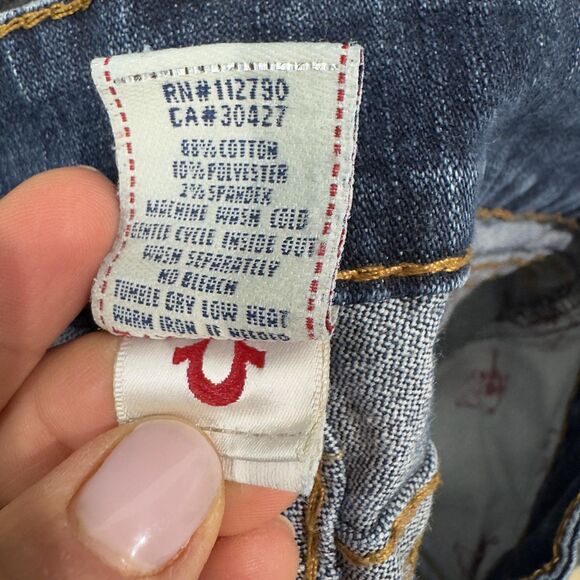 RN#112790
CA#30427
88%COTTON
10%POLYESTER
2%SPANDEX
MACHINE WASH COLD
GENTLE CYCLE INSIDE OUT
WASH SEPARATELY
NO BLEACH
TUMBLE DRY LOW HEAT
WARM IRON IF NEEDED